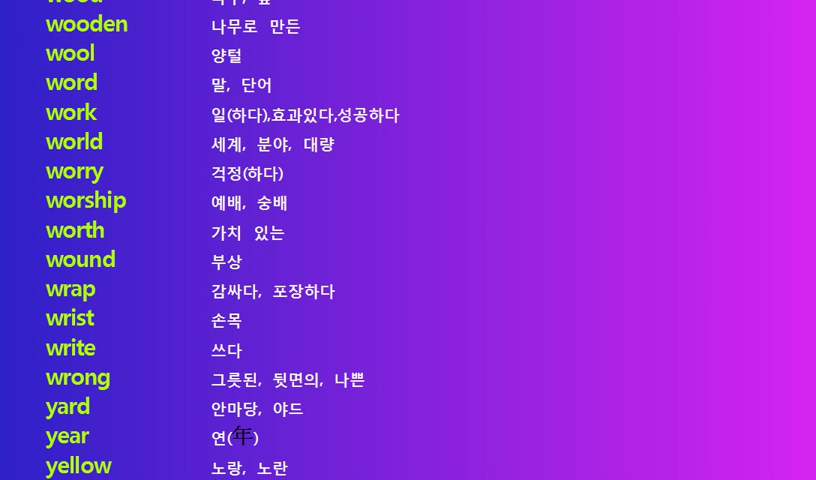 wooden 나무로 만든
wool 양털
word 말, 단어
work 일(하다),효과있다,성공하다
world 세계, 분야, 대량
worry 걱정(하다)
worship 예배, 숭배
worth 가치 있는
wound 부상
wrap 감싸다, 포장하다
wrist 손목
write 쓰다
wrong 그릇된, 뒷면의, 나쁜
yard 안마당, 야드
year 연(年)
yellow 노랑, 노란